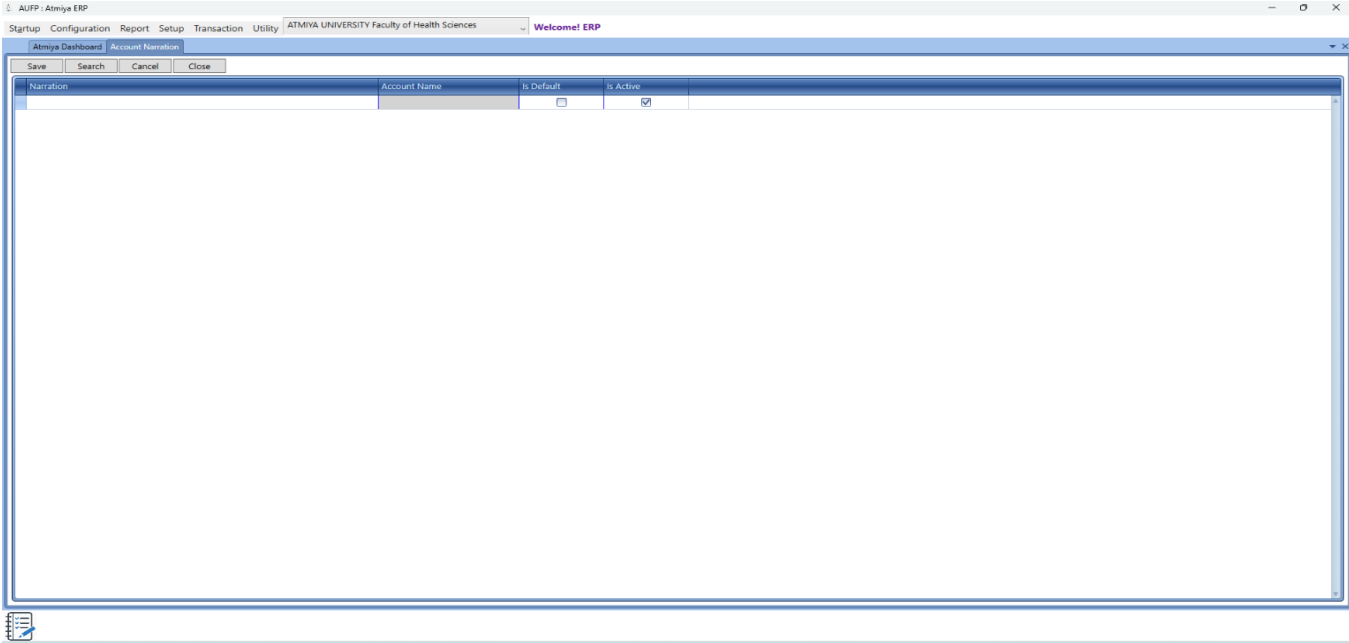 AUFP : Atmiya ERP
Startup Configuration Report Setup Transaction Utility ATMIYA UNIVERSITY Faculty of Health Sciences Welcome! ERP
Atmiya Dashboard Account Narration
Save Search Cancel Close
Narration Account Name Is Default Is Active